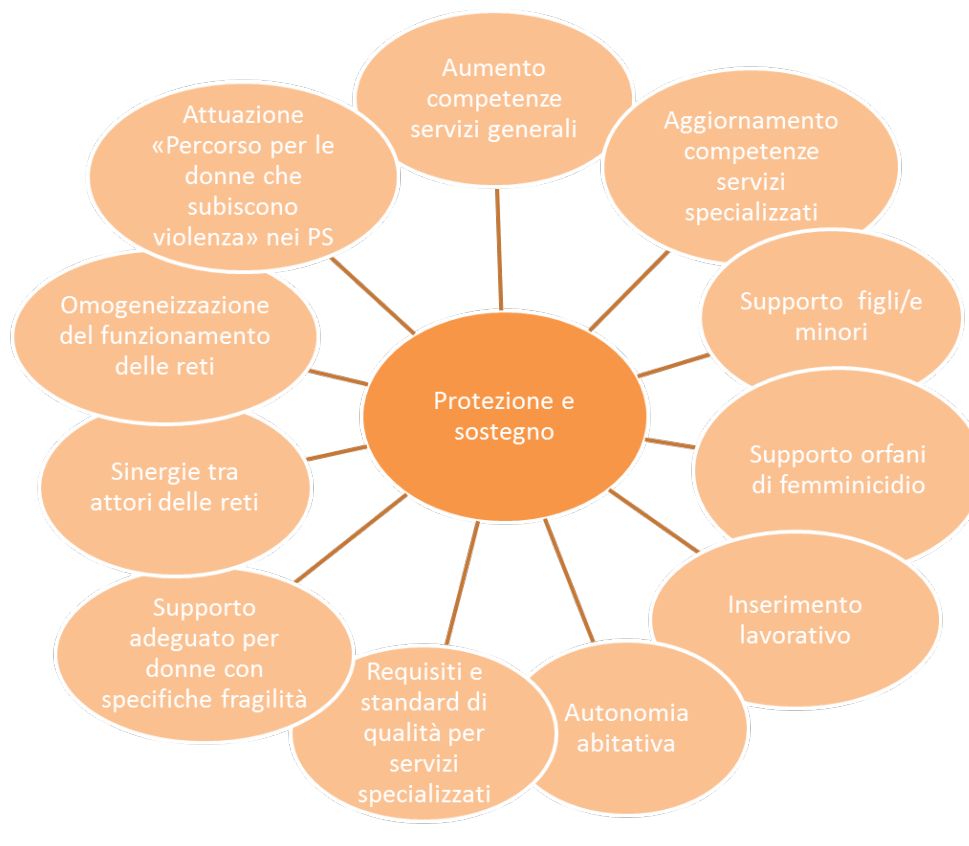 Aumento
competenze
servizi generali
Aggiornamento
competenze
servizi
specializzati
Supporto figli/e
minori
Supporto orfani
di femminicidio
Inserimento
lavorativo
Autonomia
abitativa
Requisiti e
standard di
qualità per
servizi
specializzati
Supporto
adeguato per
donne con
specifiche fragilità
Sinergie tra
attori delle reti
Omogeneizzazione
del funzionamento
delle reti
Attuazione
«Percorso per le
donne che
subiscono
violenza» nei PS
Protezione e
sostegno